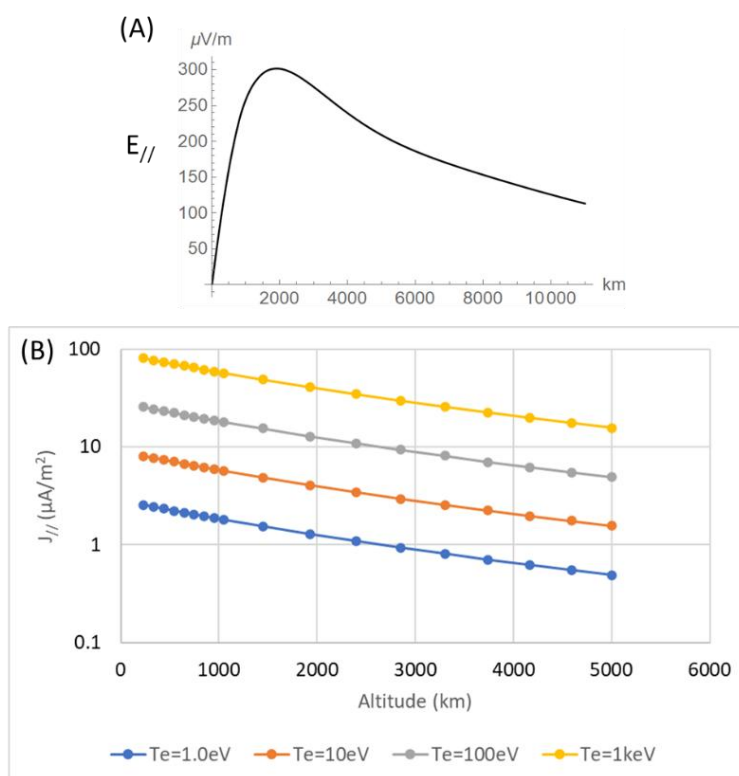 (A)
μV/m
300
250
200
150
100
50
E//
2000 4000 6000 8000 10000 km
(B)
100
10
1
0.1
J// (μA/m²)
0 1000 2000 3000 4000 5000 6000
Altitude (km)
Te=1.0eV Te=10eV Te=100eV Te=1keV